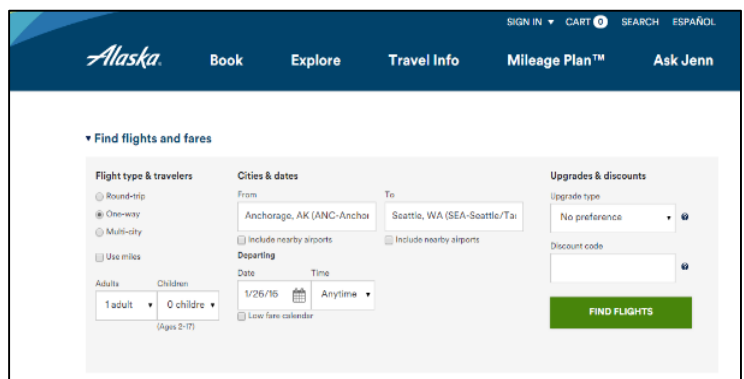 SIGN IN ▼ CART 0 SEARCH ESPAÑOL
Alaska. Book Explore Travel Info Mileage Plan™ Ask Jenn
▾ Find flights and fares
Flight type & travelers
Round-trip
One-way
Multi-city
Use miles
Adults Children
1 adult 0 childre
(Ages 2-17)
Cities & dates
From To
Anchorage, AK (ANC-Anchor Seattle, WA (SEA-Seattle/Ta
Include nearby airports Include nearby airports
Departing
Date Time
1/26/16 Anytime
Low fare calendar
Upgrades & discounts
Upgrade type
No preference
Discount code
FIND FLIGHTS